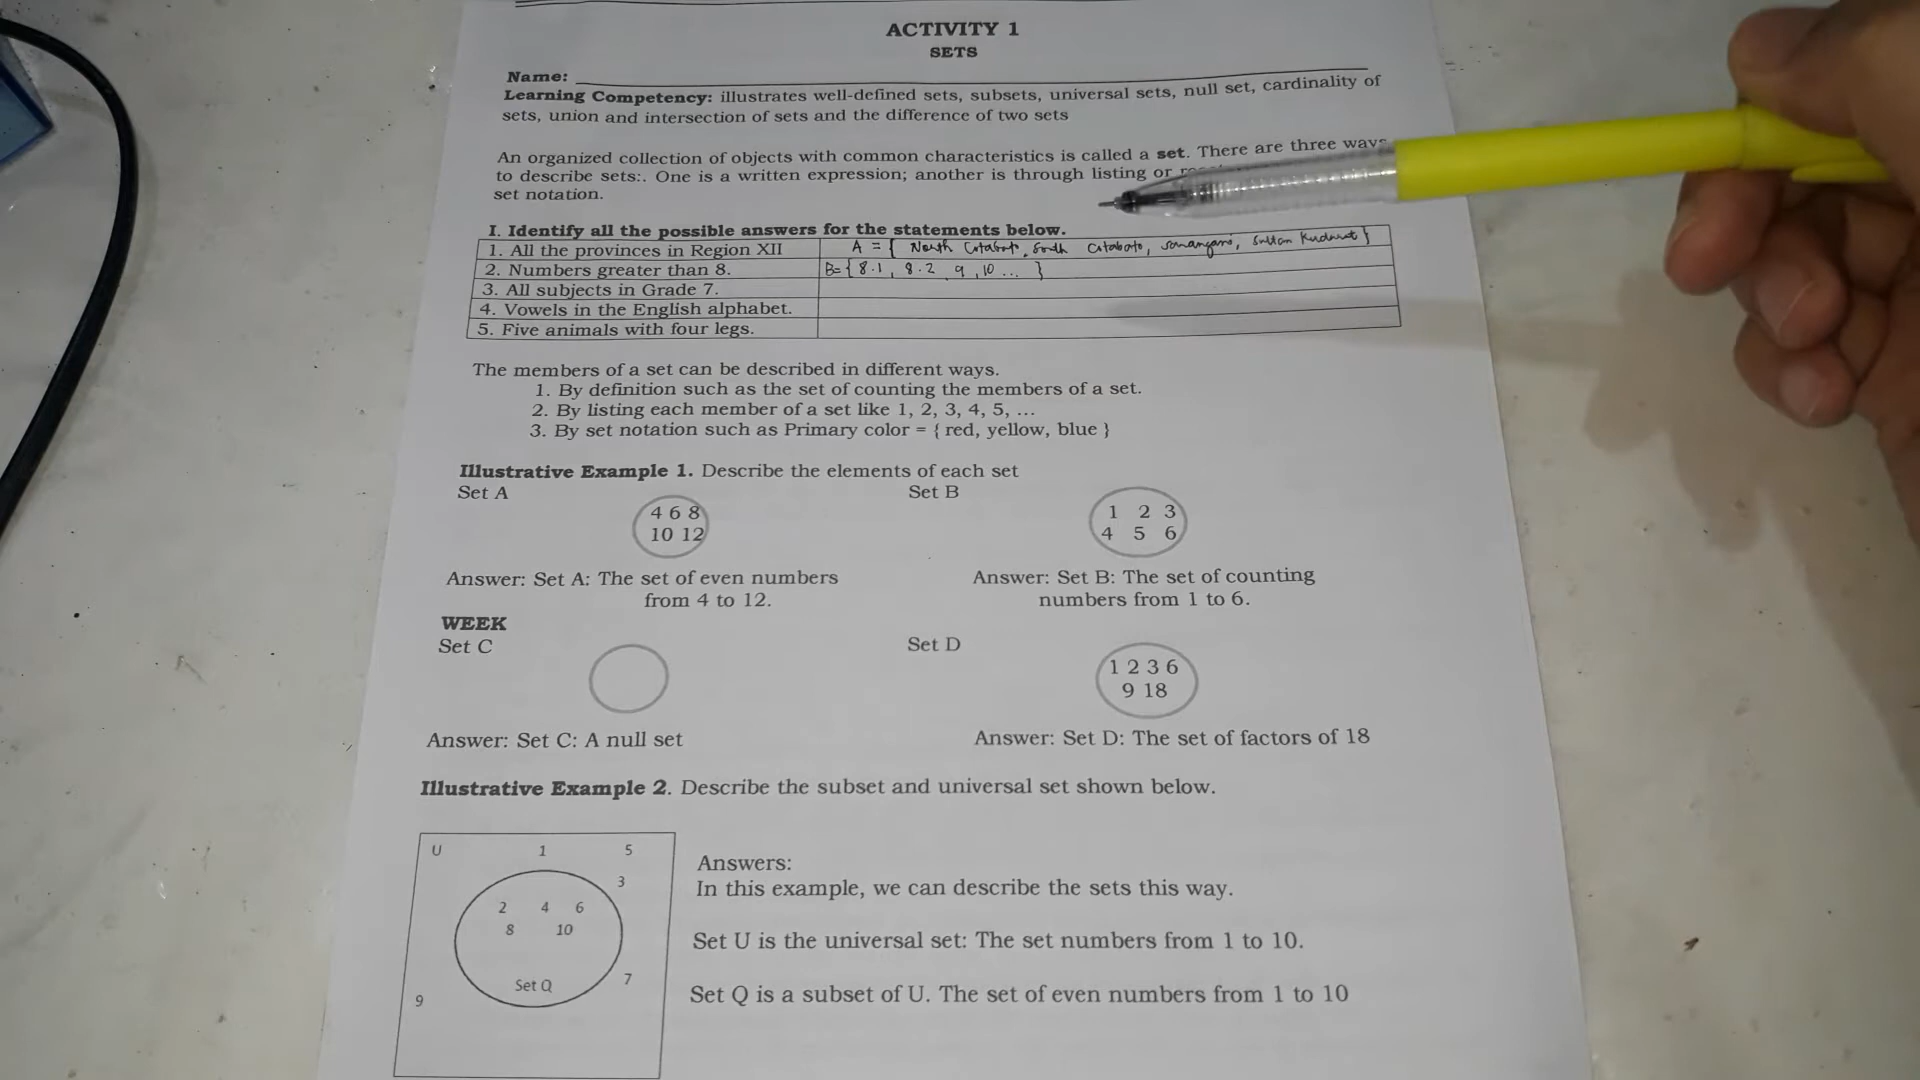 ACTIVITY 1
SETS
Name:
Learning Competency: illustrates well-defined sets, subsets, universal sets, null set, cardinality of
sets, union and intersection of sets and the difference of two sets
An organized collection of objects with common characteristics is called a set. There are three ways
to describe sets:. One is a written expression; another is through listing or
set notation.
I. Identify all the possible answers for the statements below.
1. All the provinces in Region XII A = { North Cotabato, South Cotabato, Sarangani, Sultan Kudarat }
2. Numbers greater than 8. B= { 8.1, 8.2, 9, 10 ... }
3. All subjects in Grade 7.
4. Vowels in the English alphabet.
5. Five animals with four legs.
The members of a set can be described in different ways.
1. By definition such as the set of counting the members of a set.
2. By listing each member of a set like 1, 2, 3, 4, 5, ...
3. By set notation such as Primary color = { red, yellow, blue }
Illustrative Example 1. Describe the elements of each set
Set A Set B
4 6 8 1 2 3
10 12 4 5 6
Answer: Set A: The set of even numbers Answer: Set B: The set of counting
from 4 to 12. numbers from 1 to 6.
WEEK
Set C Set D
1 2 3 6
9 18
Answer: Set C: A null set Answer: Set D: The set of factors of 18
Illustrative Example 2. Describe the subset and universal set shown below.
U 1 5
3
2 4 6
8 10
Set Q 7
9
Answers:
In this example, we can describe the sets this way.
Set U is the universal set: The set numbers from 1 to 10.
Set Q is a subset of U. The set of even numbers from 1 to 10